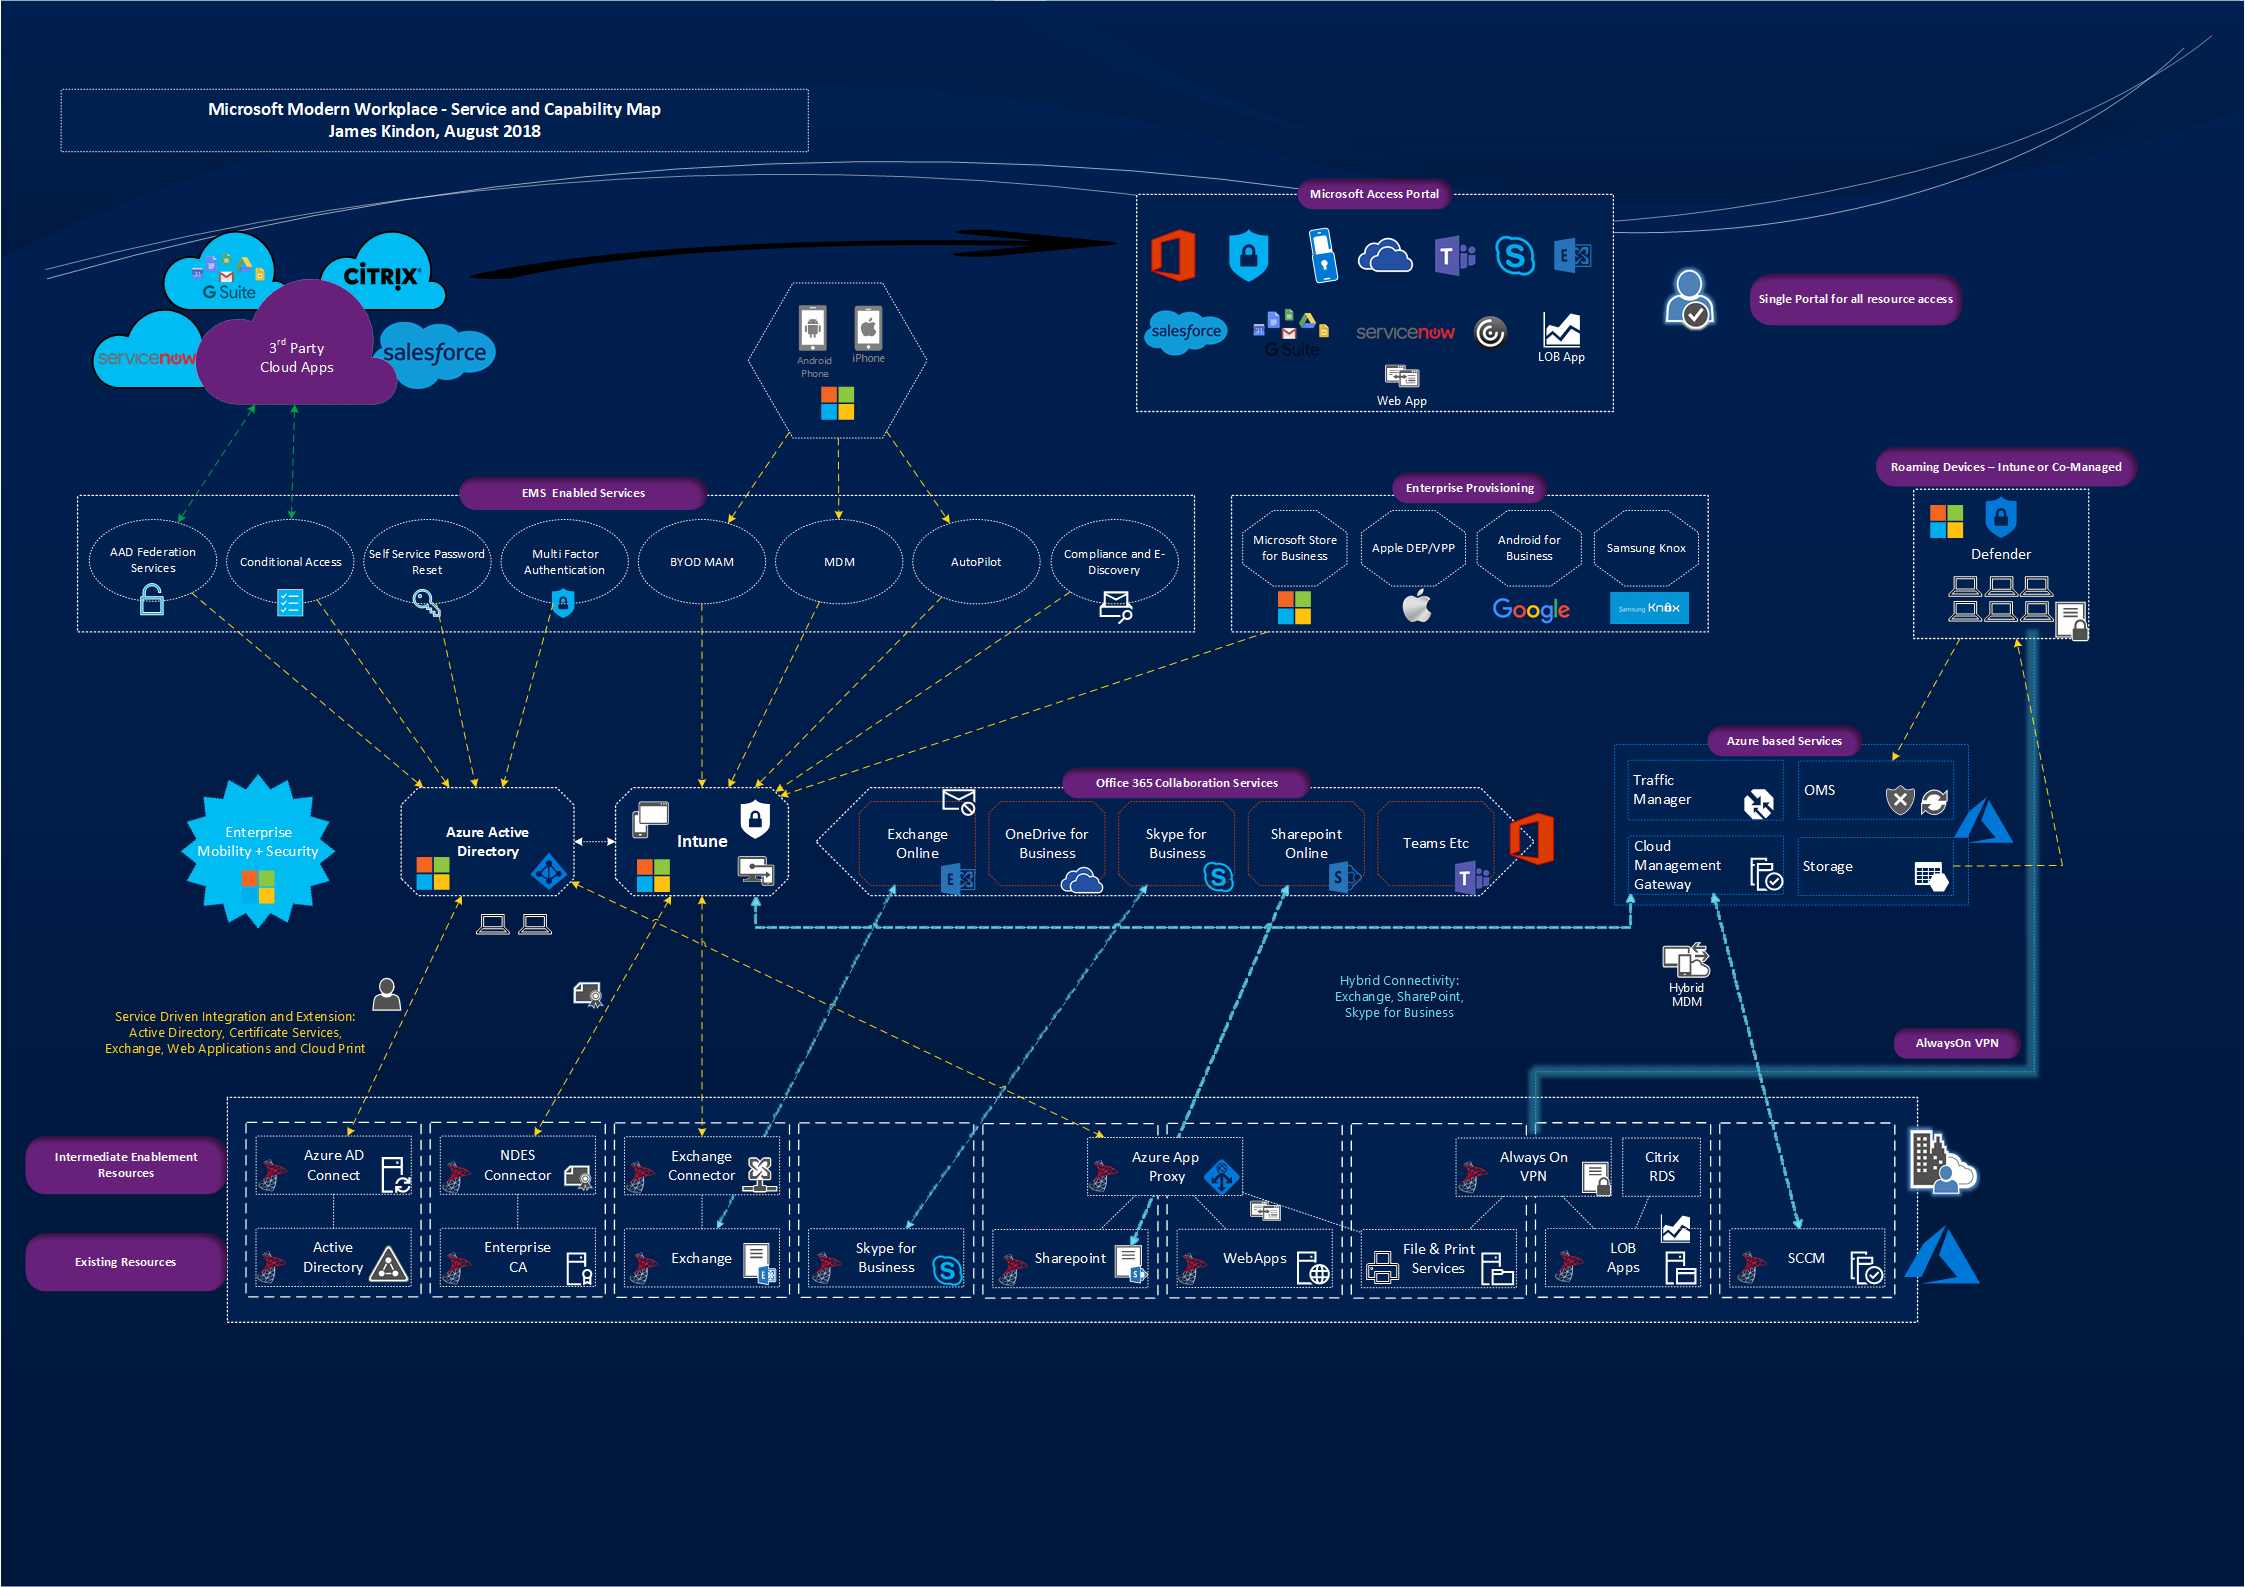 Microsoft Modern Workplace - Service and Capability Map
James Kindon, August 2018
Microsoft Access Portal
T
S
E
salesforce
G Suite
servicenow
LOB App
Web App
Single Portal for all resource access
G Suite
CITRIX
servicenow
3rd Party
Cloud Apps
salesforce
Android
Phone
iPhone
EMS Enabled Services
AAD Federation
Services
Conditional Access
Self Service Password
Reset
Multi Factor
Authentication
BYOD MAM
MDM
AutoPilot
Compliance and E-
Discovery
Enterprise Provisioning
Microsoft Store
for Business
Apple DEP/VPP
Android for
Business
Samsung Knox
Google
Samsung Knox
Roaming Devices – Intune or Co-Managed
Defender
Enterprise
Mobility + Security
Azure Active
Directory
Intune
Office 365 Collaboration Services
Exchange
Online
E
OneDrive for
Business
Skype for
Business
S
Sharepoint
Online
S
Teams Etc
T
Azure based Services
Traffic
Manager
OMS
Cloud
Management
Gateway
Storage
Hybrid
MDM
Hybrid Connectivity:
Exchange, SharePoint,
Skype for Business
Service Driven Integration and Extension:
Active Directory, Certificate Services,
Exchange, Web Applications and Cloud Print
AlwaysOn VPN
Intermediate Enablement
Resources
Azure AD
Connect
NDES
Connector
Exchange
Connector
Azure App
Proxy
Always On
VPN
Citrix
RDS
Existing Resources
Active
Directory
Enterprise
CA
Exchange
E
Skype for
Business
S
Sharepoint
S
WebApps
File & Print
Services
LOB
Apps
SCCM